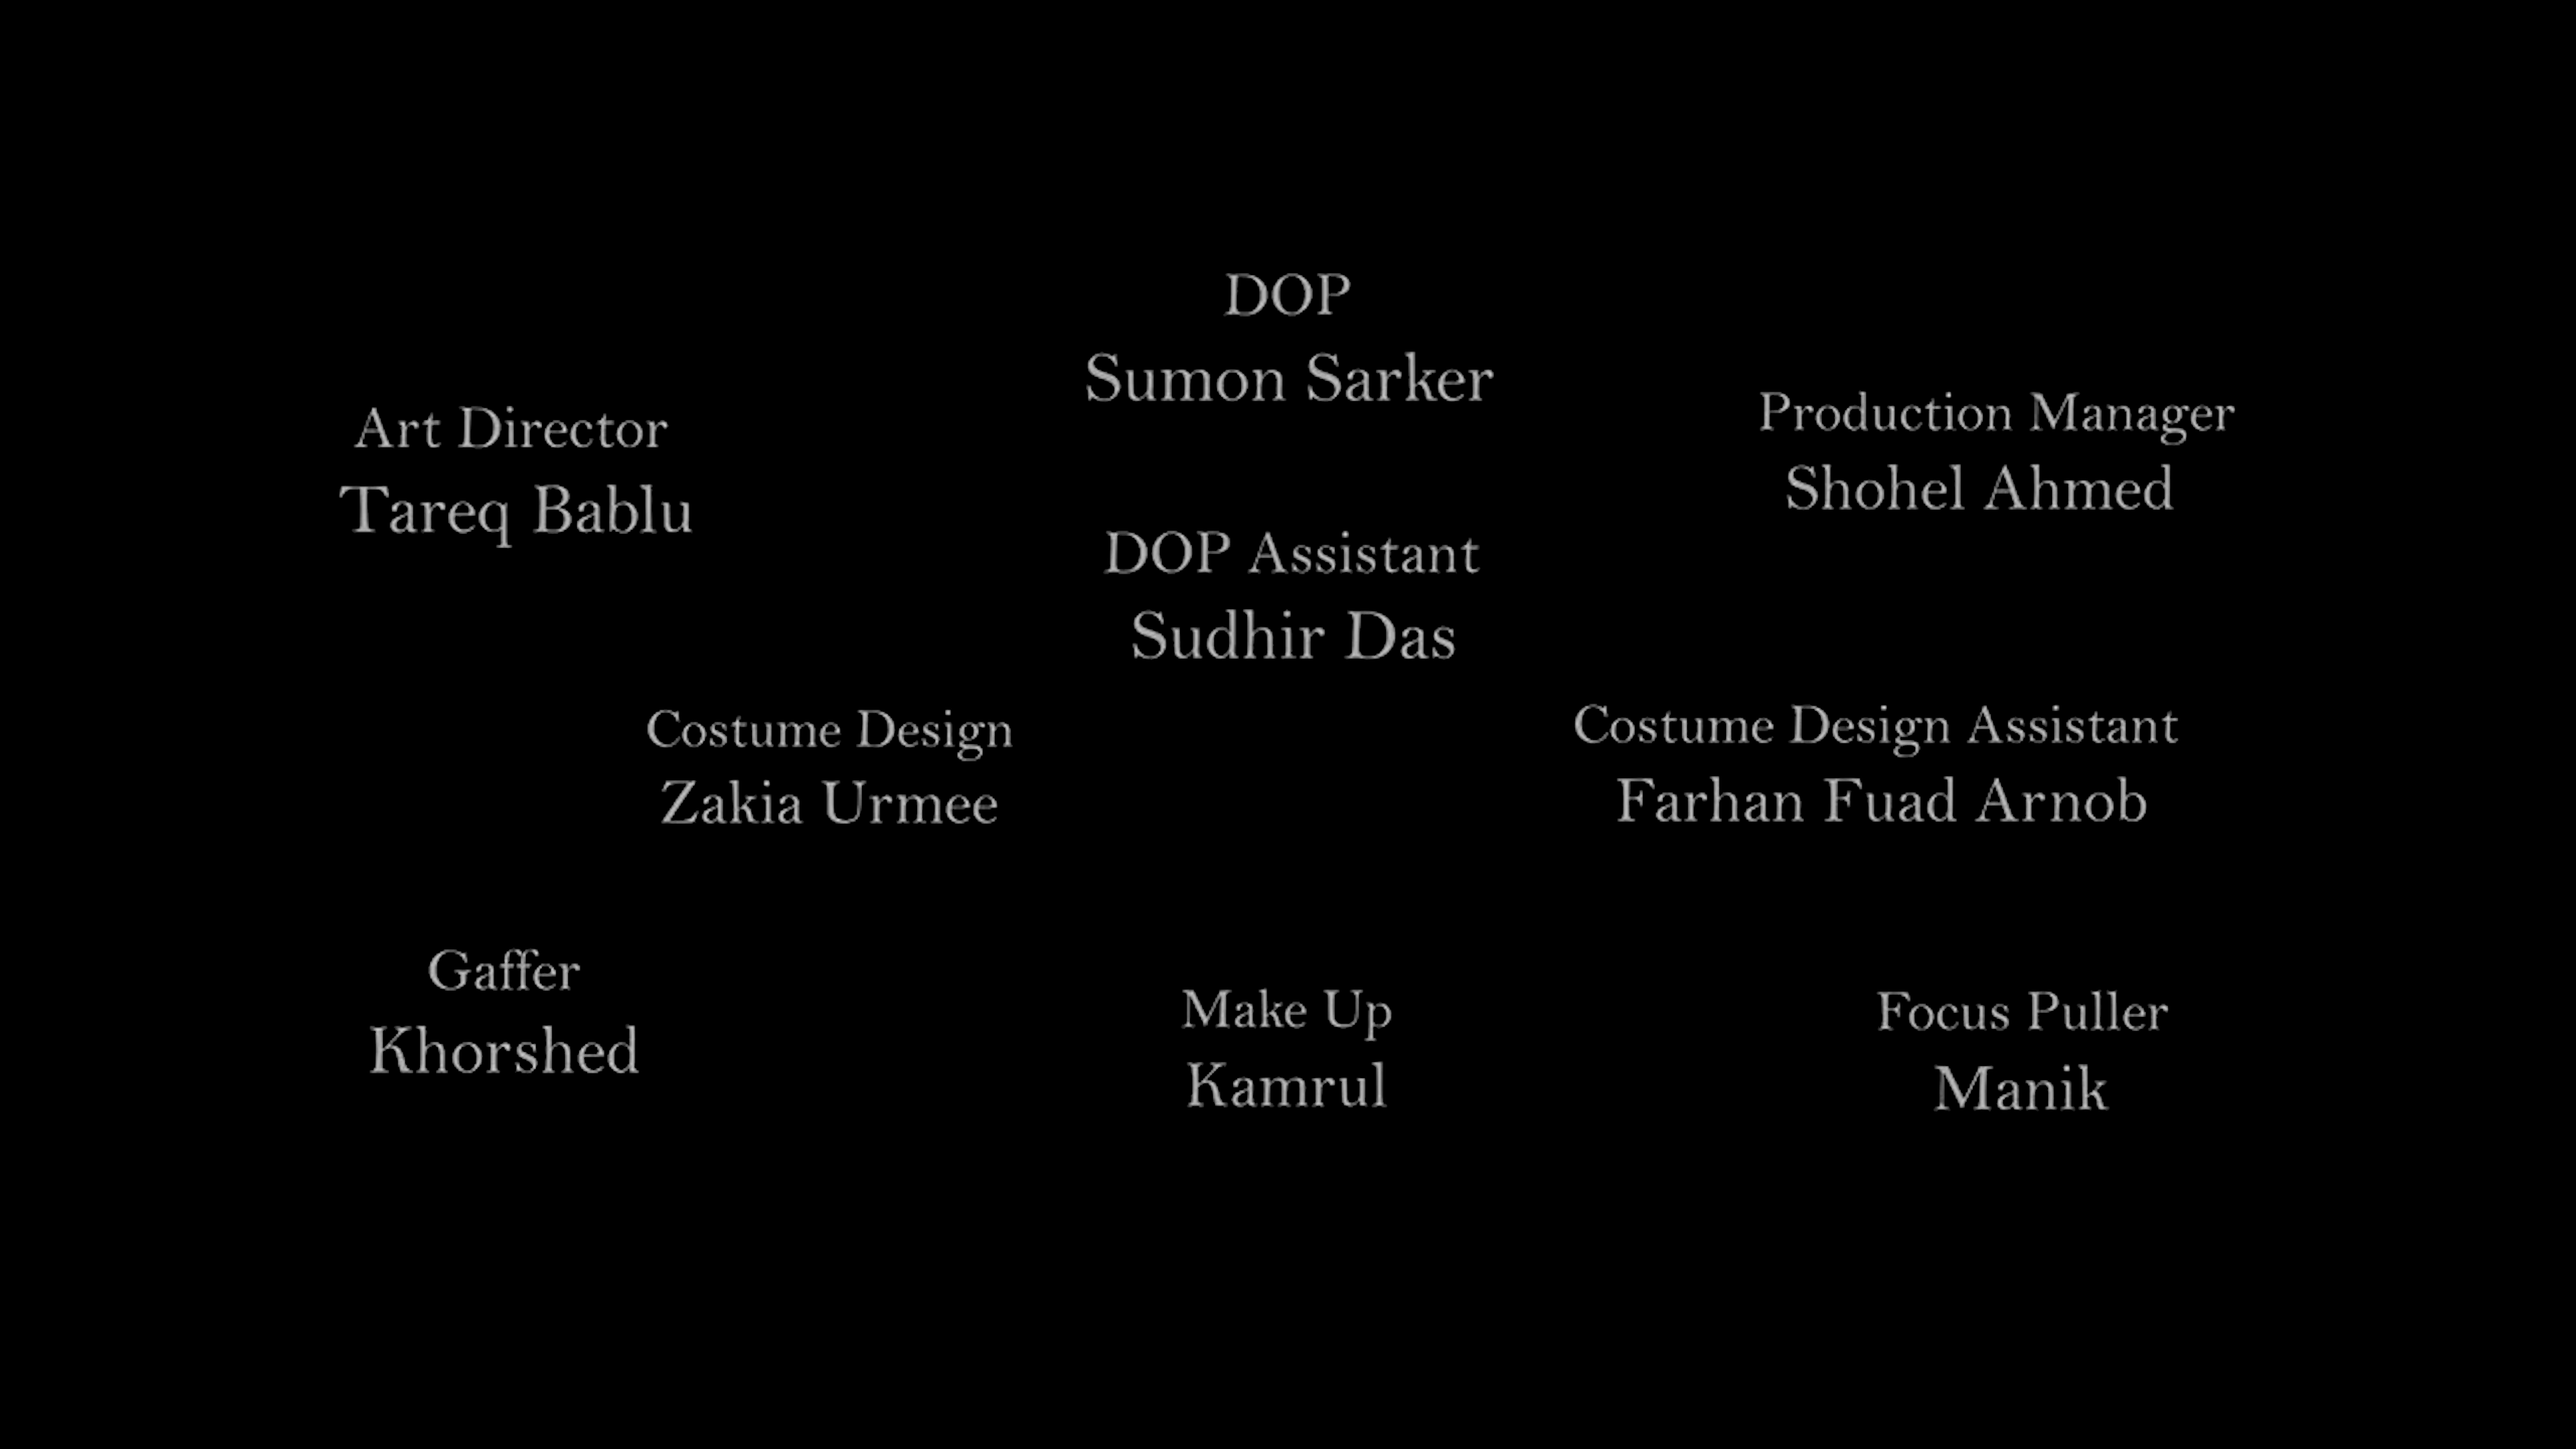 DOP
Sumon Sarker
Art Director
Tareq Bablu
Production Manager
Shohel Ahmed
DOP Assistant
Sudhir Das
Costume Design
Zakia Urmee
Costume Design Assistant
Farhan Fuad Arnob
Gaffer
Khorshed
Make Up
Kamrul
Focus Puller
Manik